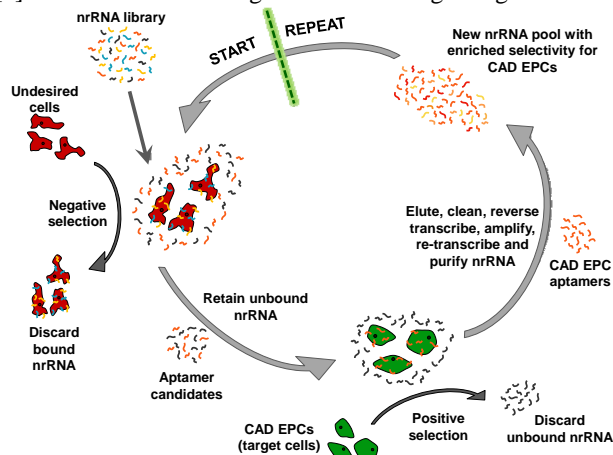 nrRNA library
START
REPEAT
New nrRNA pool with
enriched selectivity for
CAD EPCs
Undesired
cells
Negative
selection
Discard
bound
nrRNA
Retain unbound
nrRNA
Aptamer
candidates
Elute, clean, reverse
transcribe, amplify,
re-transcribe and
purify nrRNA
CAD EPC
aptamers
CAD EPCs
(target cells)
Positive
selection
Discard
unbound nrRNA